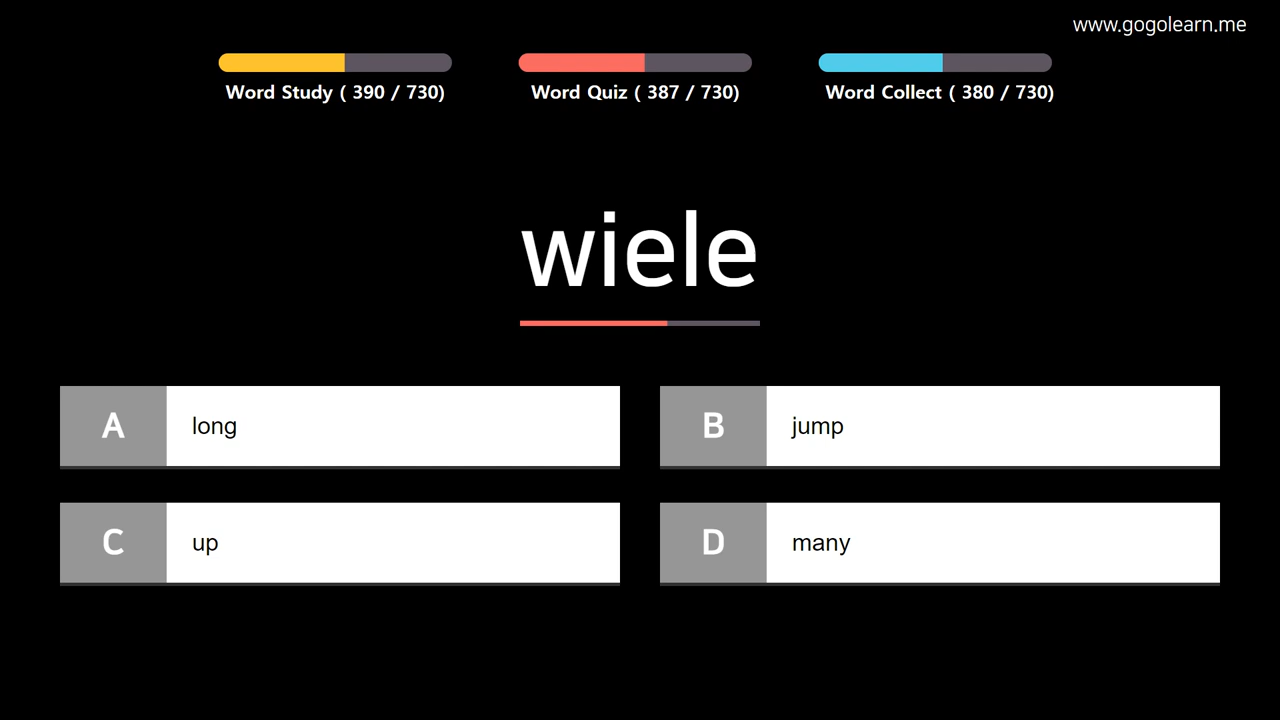 www.gogolearn.me
Word Study ( 390 / 730)
Word Quiz ( 387 / 730)
Word Collect ( 380 / 730)
wiele
A long
B jump
C up
D many